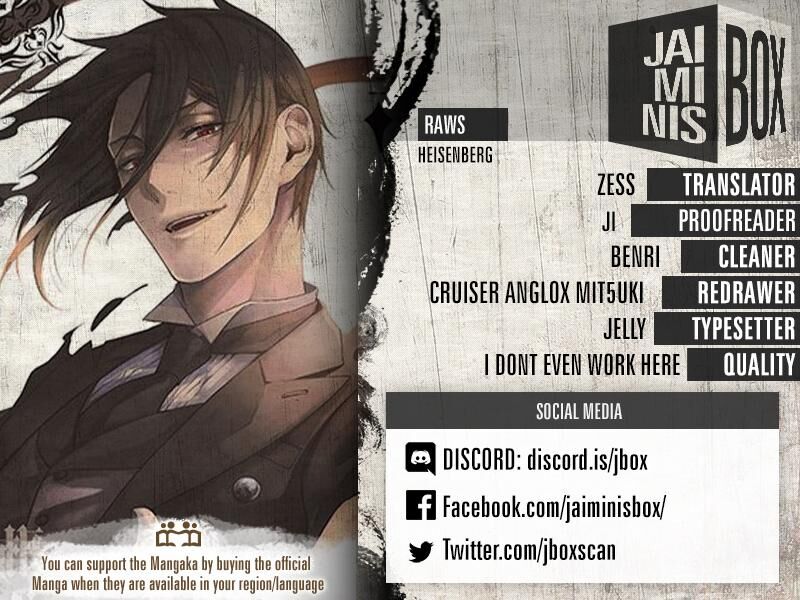 JAI
MI
NIS
BOX
RAWS
HEISENBERG
ZESS TRANSLATOR
JI PROOFREADER
BENRI CLEANER
CRUISER ANGLOX MIT5UKI REDRAWER
JELLY TYPESETTER
I DONT EVEN WORK HERE QUALITY
SOCIAL MEDIA
DISCORD: discord.is/jbox
Facebook.com/jaiminisbox/
Twitter.com/jboxscan
You can support the Mangaka by buying the official
Manga when they are available in your region/language